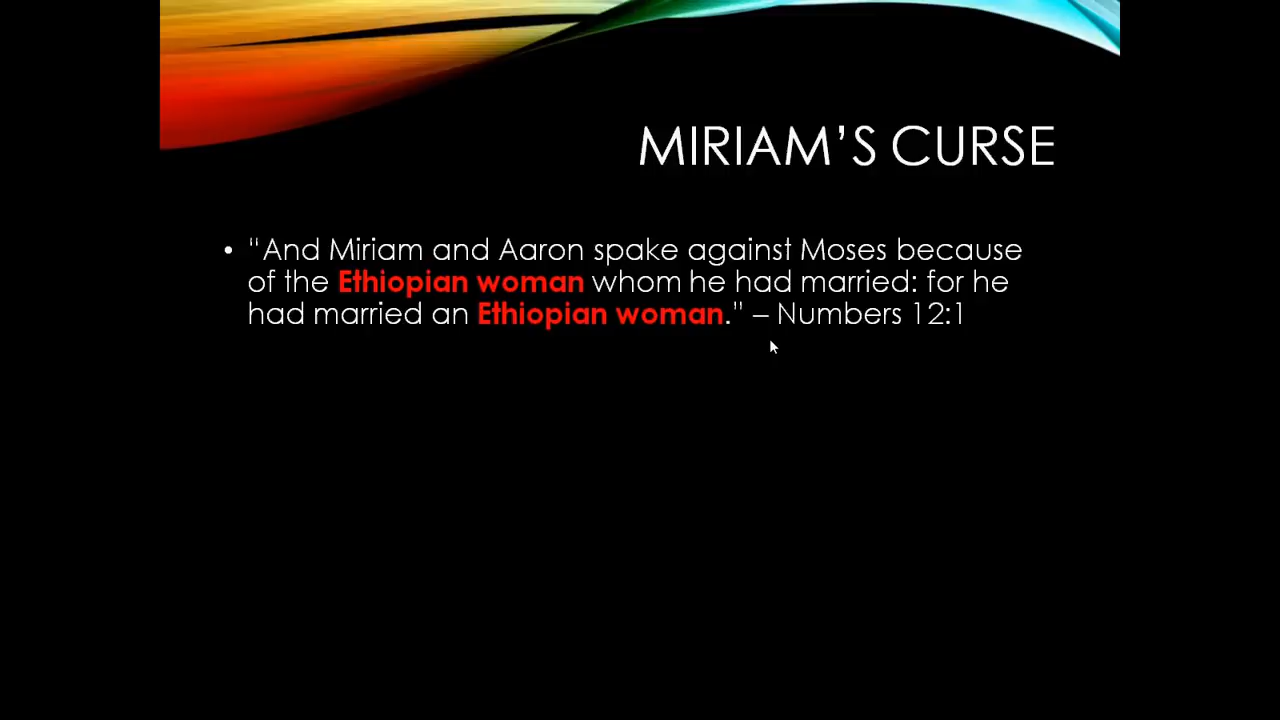 MIRIAM’S CURSE
• “And Miriam and Aaron spake against Moses because
of the Ethiopian woman whom he had married: for he
had married an Ethiopian woman.” – Numbers 12:1